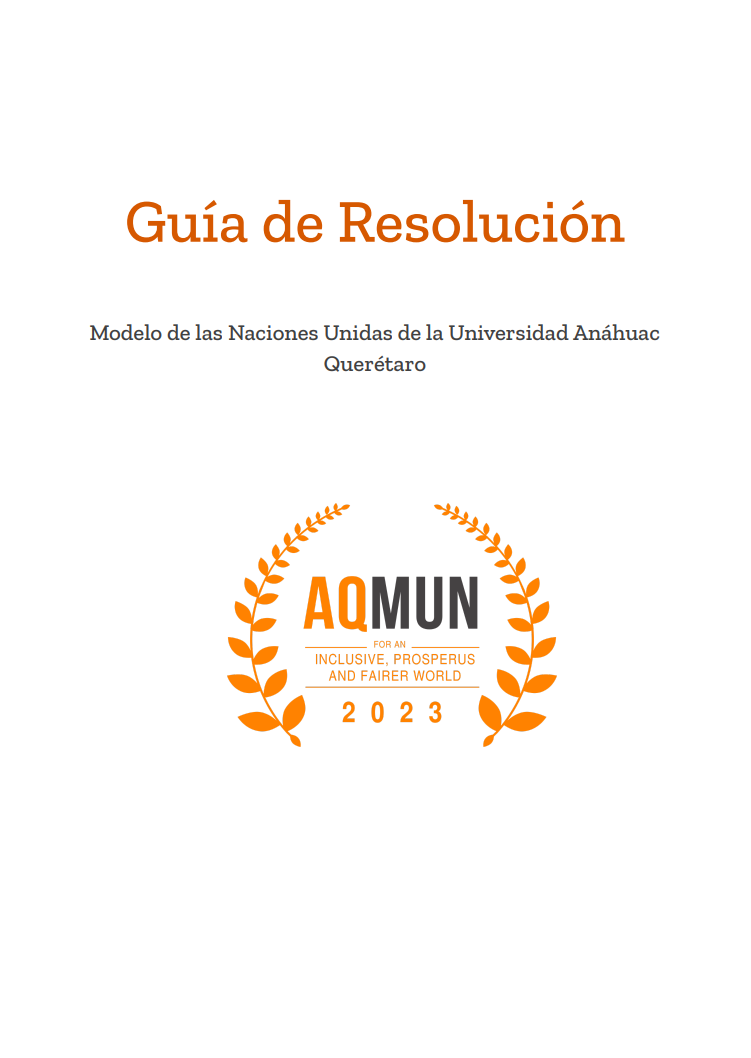 Guía de Resolución
Modelo de las Naciones Unidas de la Universidad Anáhuac
Querétaro
AQMUN
FOR AN
INCLUSIVE, PROSPERUS
AND FAIRER WORLD
2023